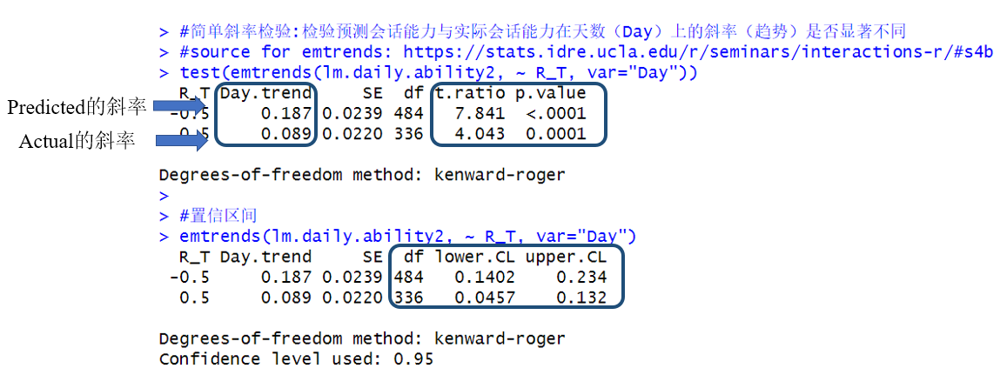 > #简单斜率检验:检验预测会话能力与实际会话能力在天数（Day）上的斜率（趋势）是否显著不同
> #source for emtrends: https://stats.idre.ucla.edu/r/seminars/interactions-r/#s4b
> test(emtrends(lm.daily.ability2, ~ R_T, var="Day"))
R_T Day.trend SE df t.ratio p.value
Predicted的斜率 -0.5 0.187 0.0239 484 7.841 <.0001
Actual的斜率 0.5 0.089 0.0220 336 4.043 0.0001
Degrees-of-freedom method: kenward-roger
>
> #置信区间
> emtrends(lm.daily.ability2, ~ R_T, var="Day")
R_T Day.trend SE df lower.CL upper.CL
-0.5 0.187 0.0239 484 0.1402 0.234
0.5 0.089 0.0220 336 0.0457 0.132
Degrees-of-freedom method: kenward-roger
Confidence level used: 0.95